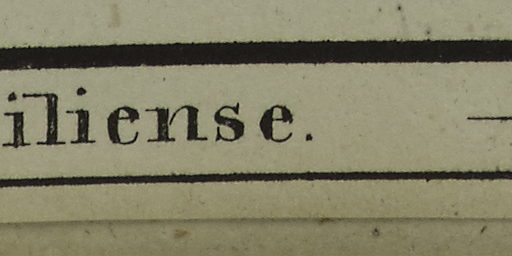 iliense. —